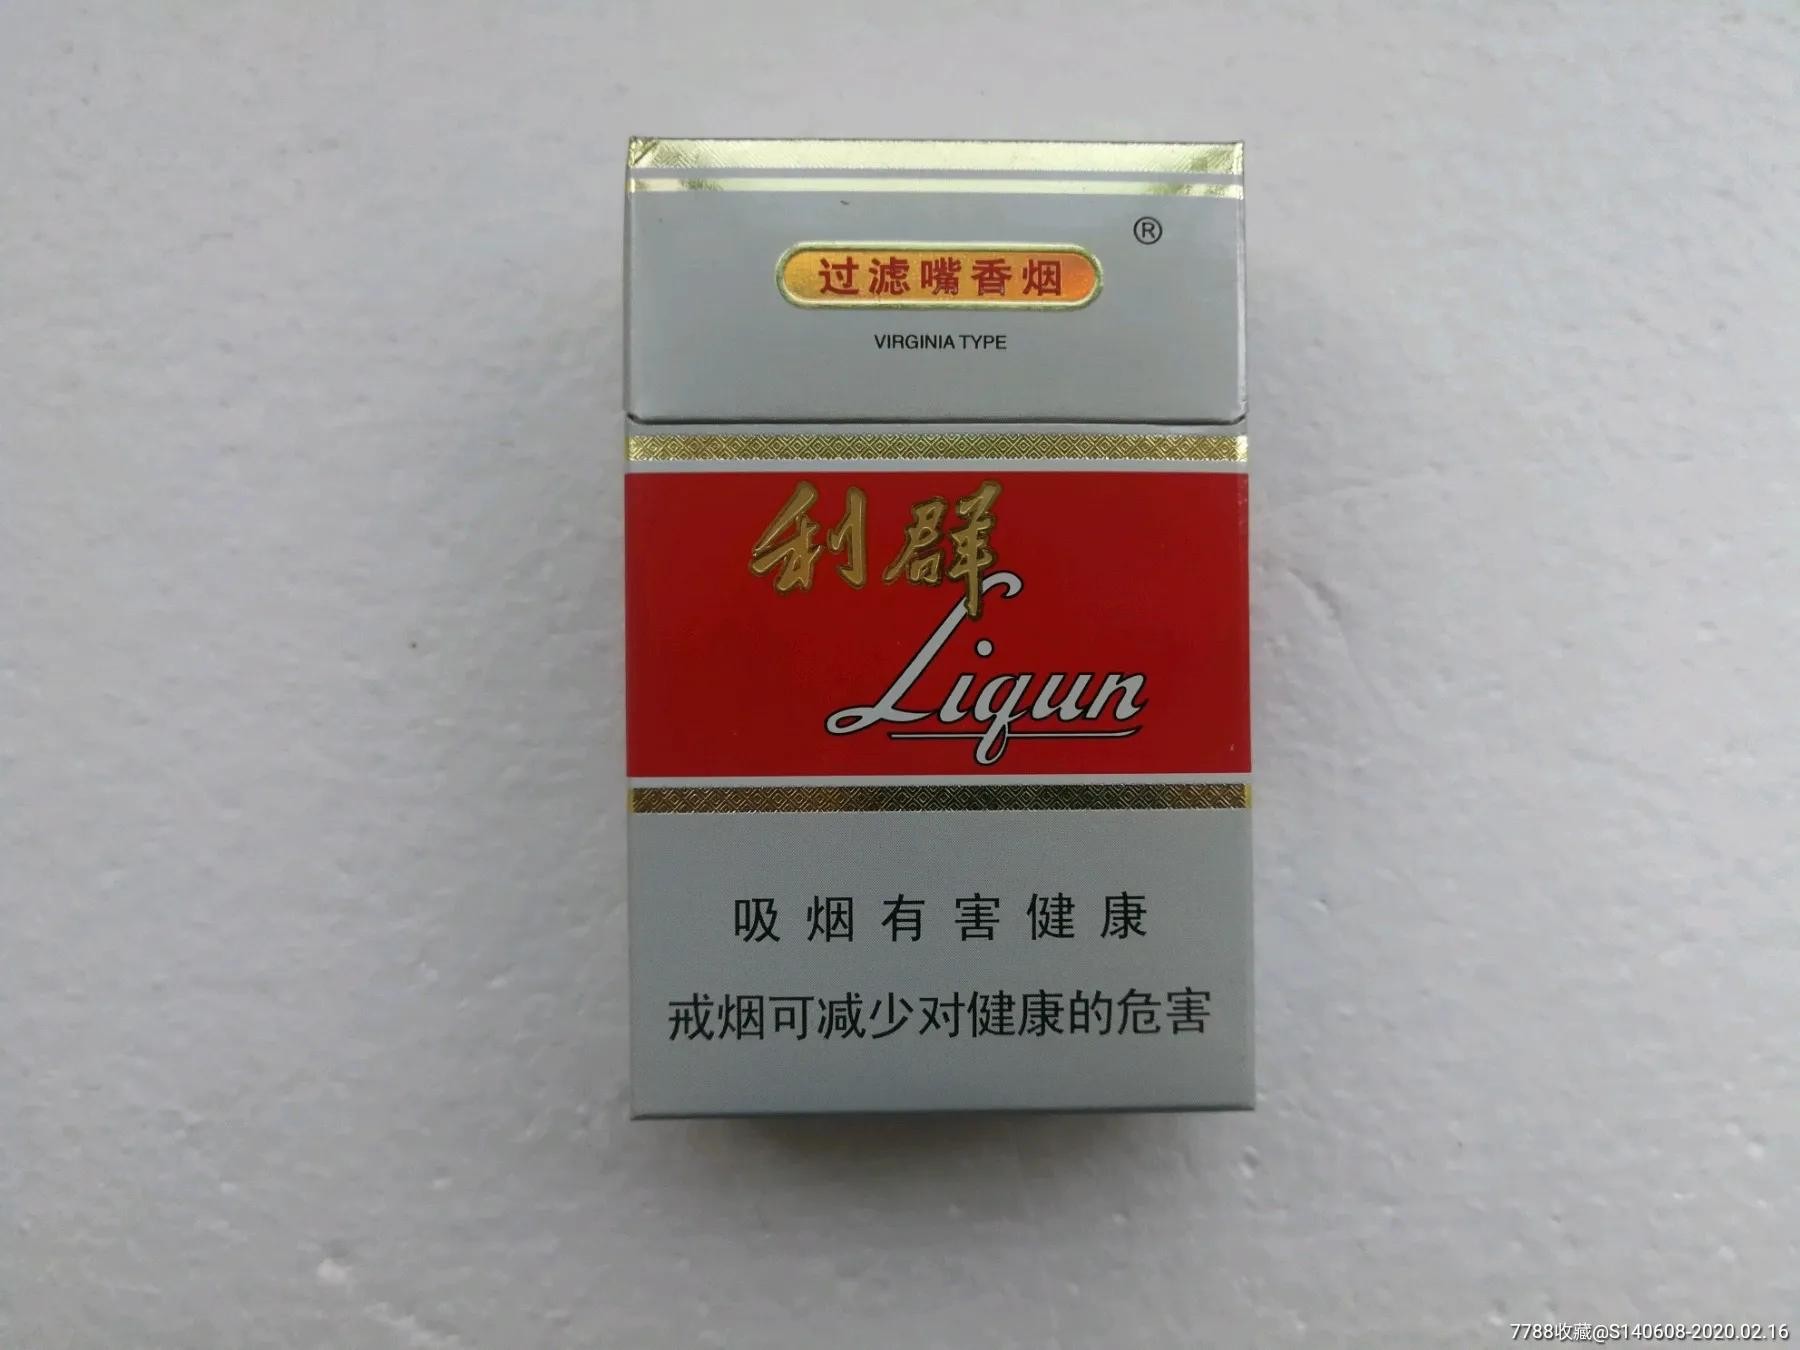 ®
过滤嘴香烟
VIRGINIA TYPE
利群
Liqun
吸烟有害健康
戒烟可减少对健康的危害
7788收藏@S140608-2020.02.16